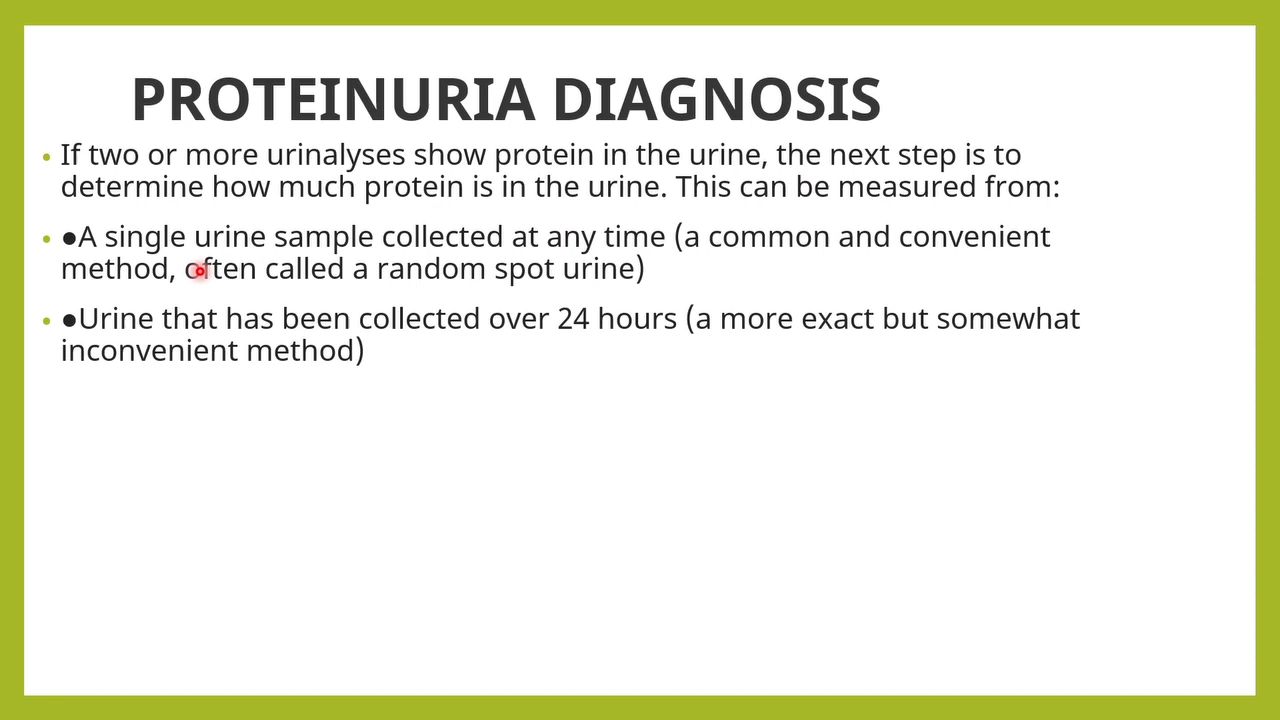 PROTEINURIA DIAGNOSIS
• If two or more urinalyses show protein in the urine, the next step is to
determine how much protein is in the urine. This can be measured from:
• ●A single urine sample collected at any time (a common and convenient
method, often called a random spot urine)
• ●Urine that has been collected over 24 hours (a more exact but somewhat
inconvenient method)